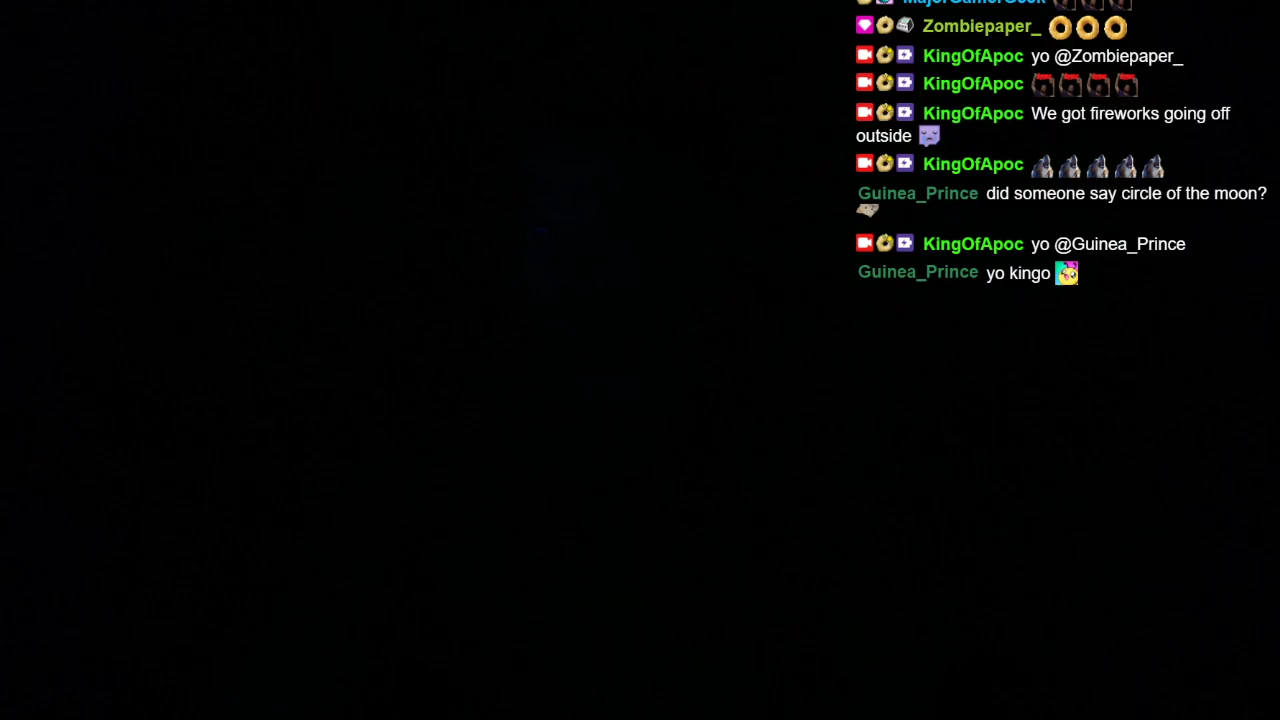 MajorGamerGeek
Zombiepaper_
KingOfApoc yo @Zombiepaper_
KingOfApoc
KingOfApoc We got fireworks going off
outside
KingOfApoc
Guinea_Prince did someone say circle of the moon?
KingOfApoc yo @Guinea_Prince
Guinea_Prince yo kingo